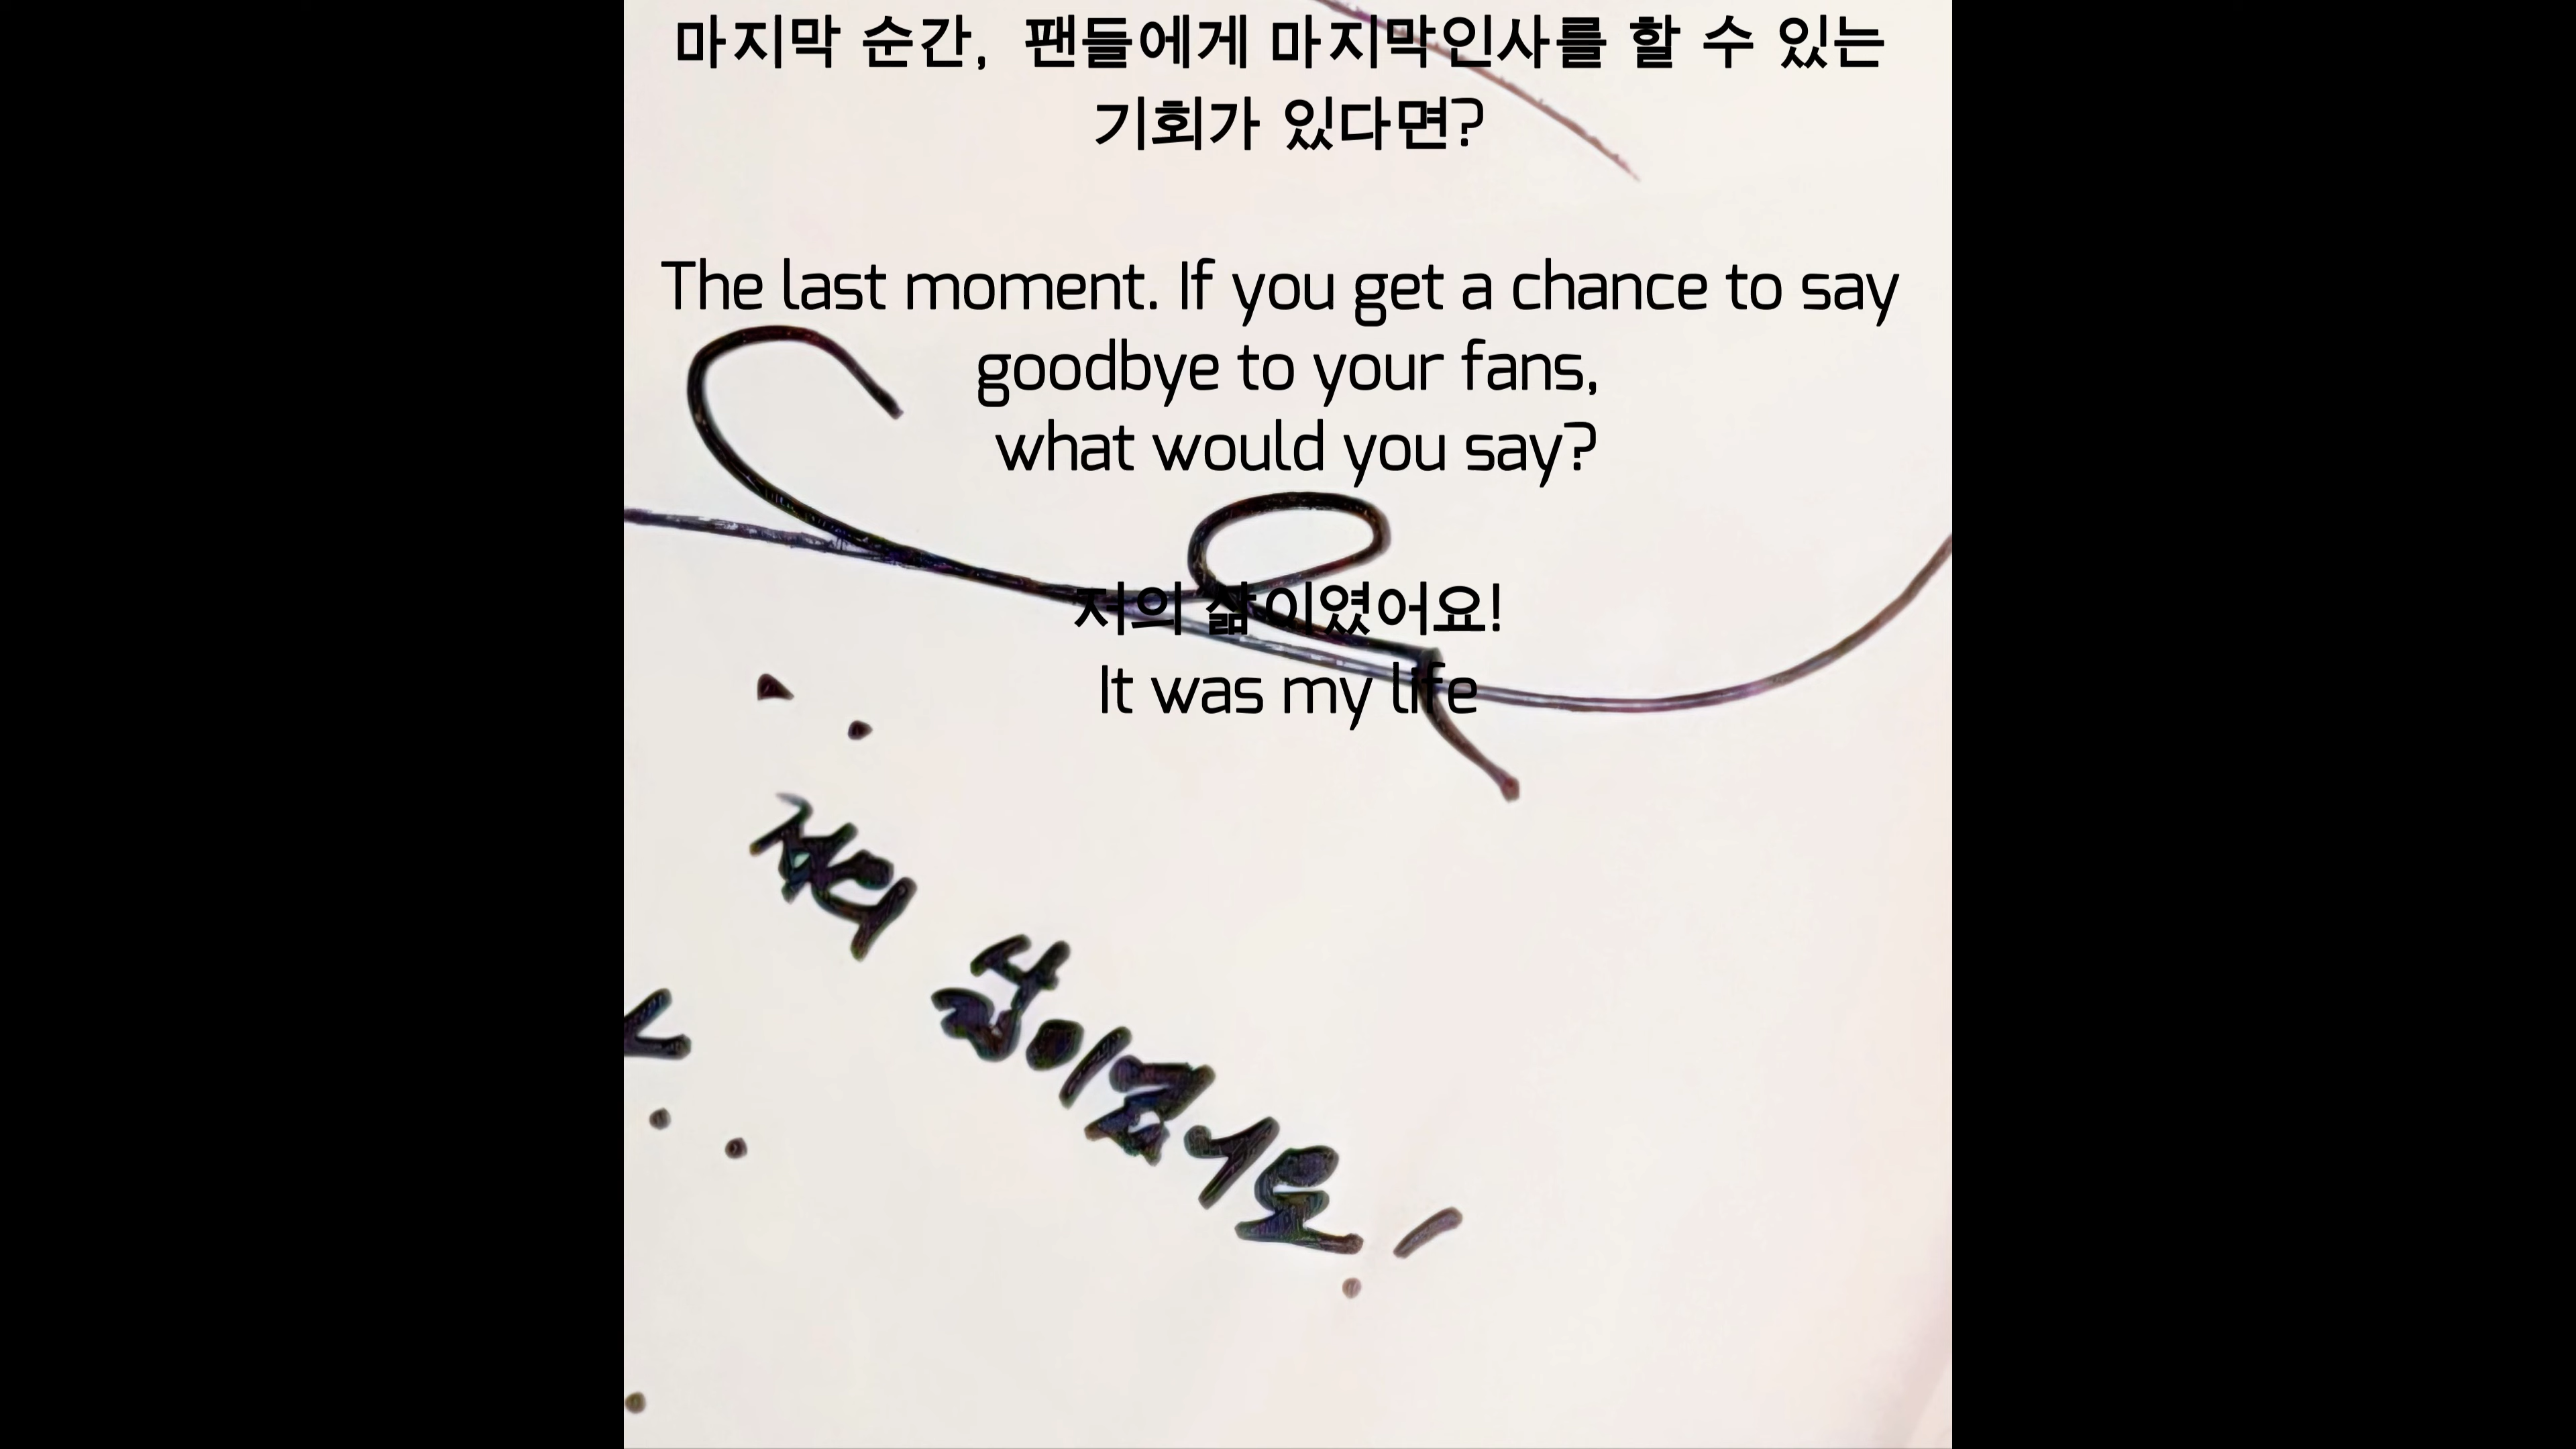 마지막 순간, 팬들에게 마지막인사를 할 수 있는
기회가 있다면?
The last moment. If you get a chance to say
goodbye to your fans,
what would you say?
저의 삶이였어요!
It was my life
저의 삶이였어요!